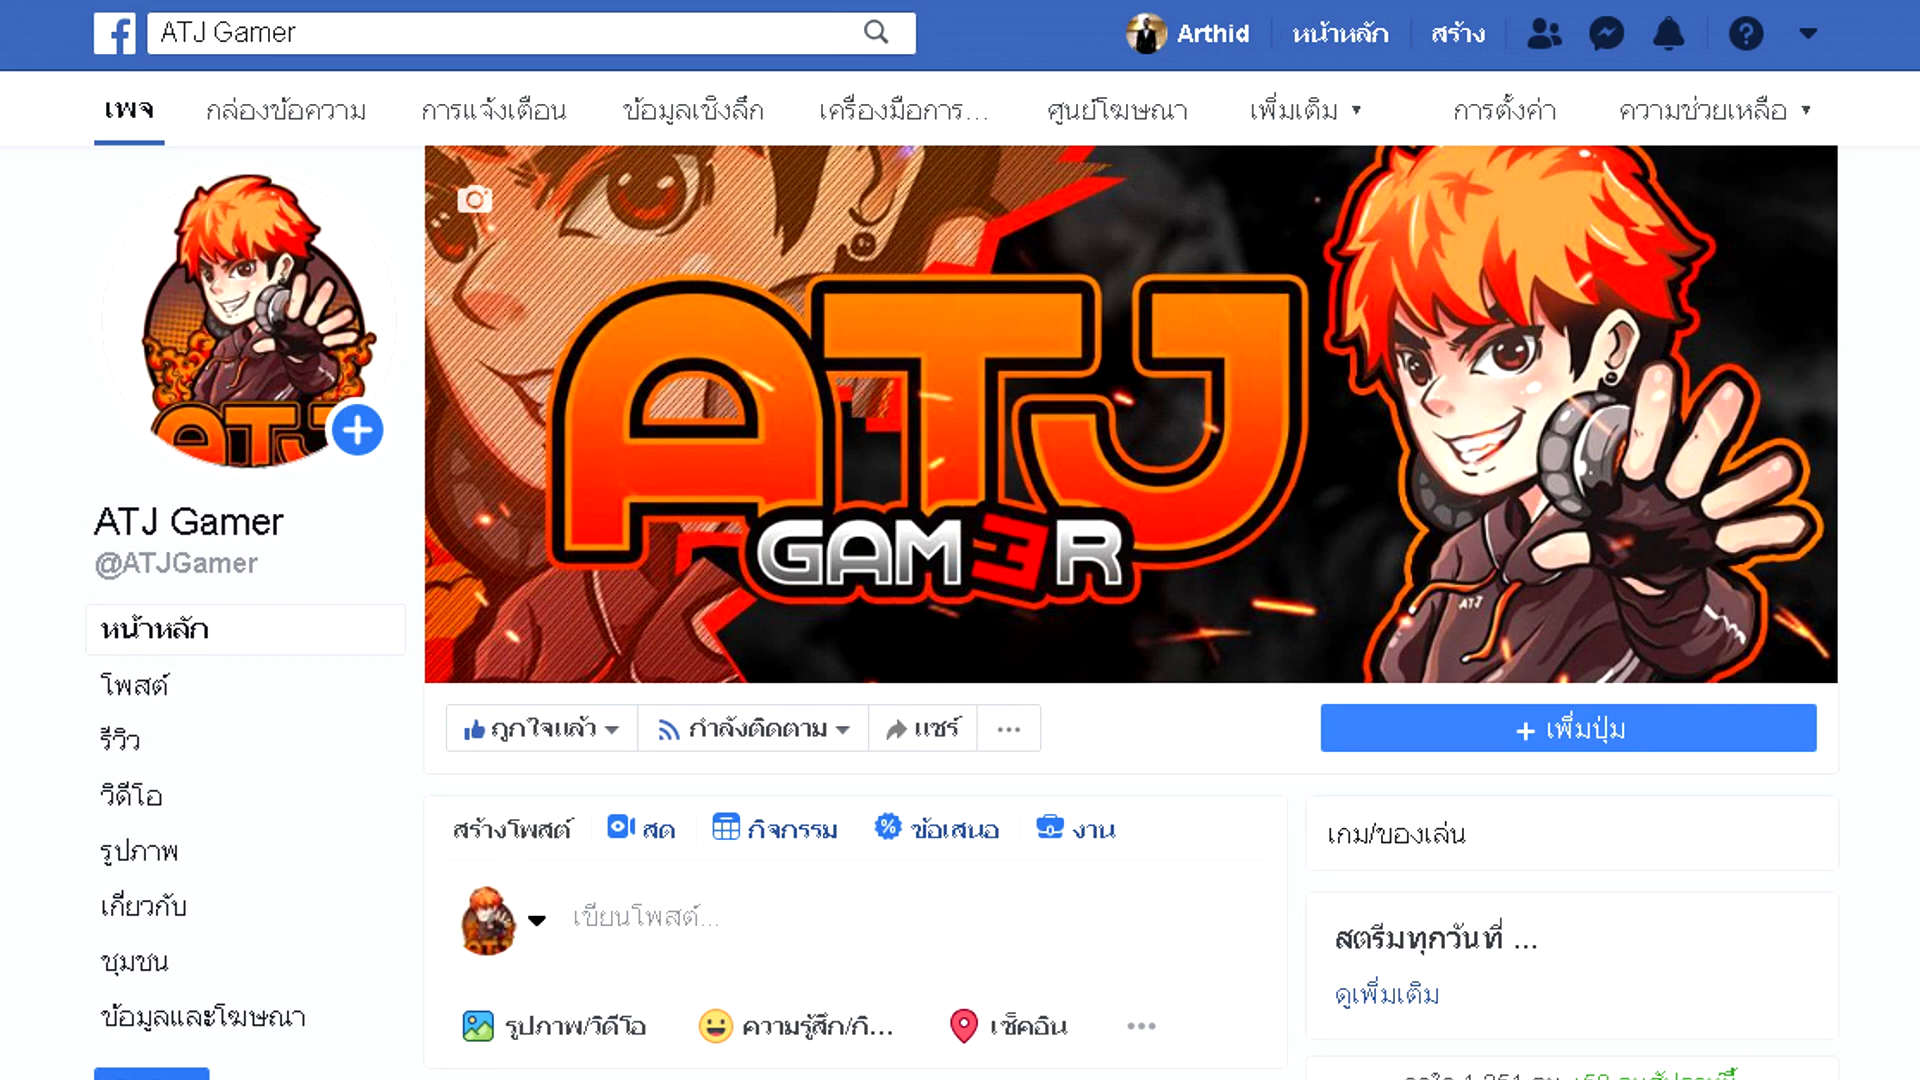 ATJ Gamer
Arthid หน้าหลัก สร้าง
เพจ กล่องข้อความ การแจ้งเตือน ข้อมูลเชิงลึก เครื่องมือการ... ศูนย์โฆษณา เพิ่มเติม การตั้งค่า ความช่วยเหลือ
ATJ
GAMER
ATJ
ATJ
ATJ Gamer
@ATJGamer
หน้าหลัก
โพสต์
รีวิว
วิดีโอ
รูปภาพ
เกี่ยวกับ
ชุมชน
ข้อมูลและโฆษณา
ถูกใจแล้ว กำลังติดตาม แชร์ ...
+ เพิ่มปุ่ม
สร้างโพสต์ สด กิจกรรม ข้อเสนอ งาน
เขียนโพสต์...
รูปภาพ/วิดีโอ ความรู้สึก/กิ... เช็คอิน ...
เกม/ของเล่น
สตรีมทุกวันที่ ...
ดูเพิ่มเติม